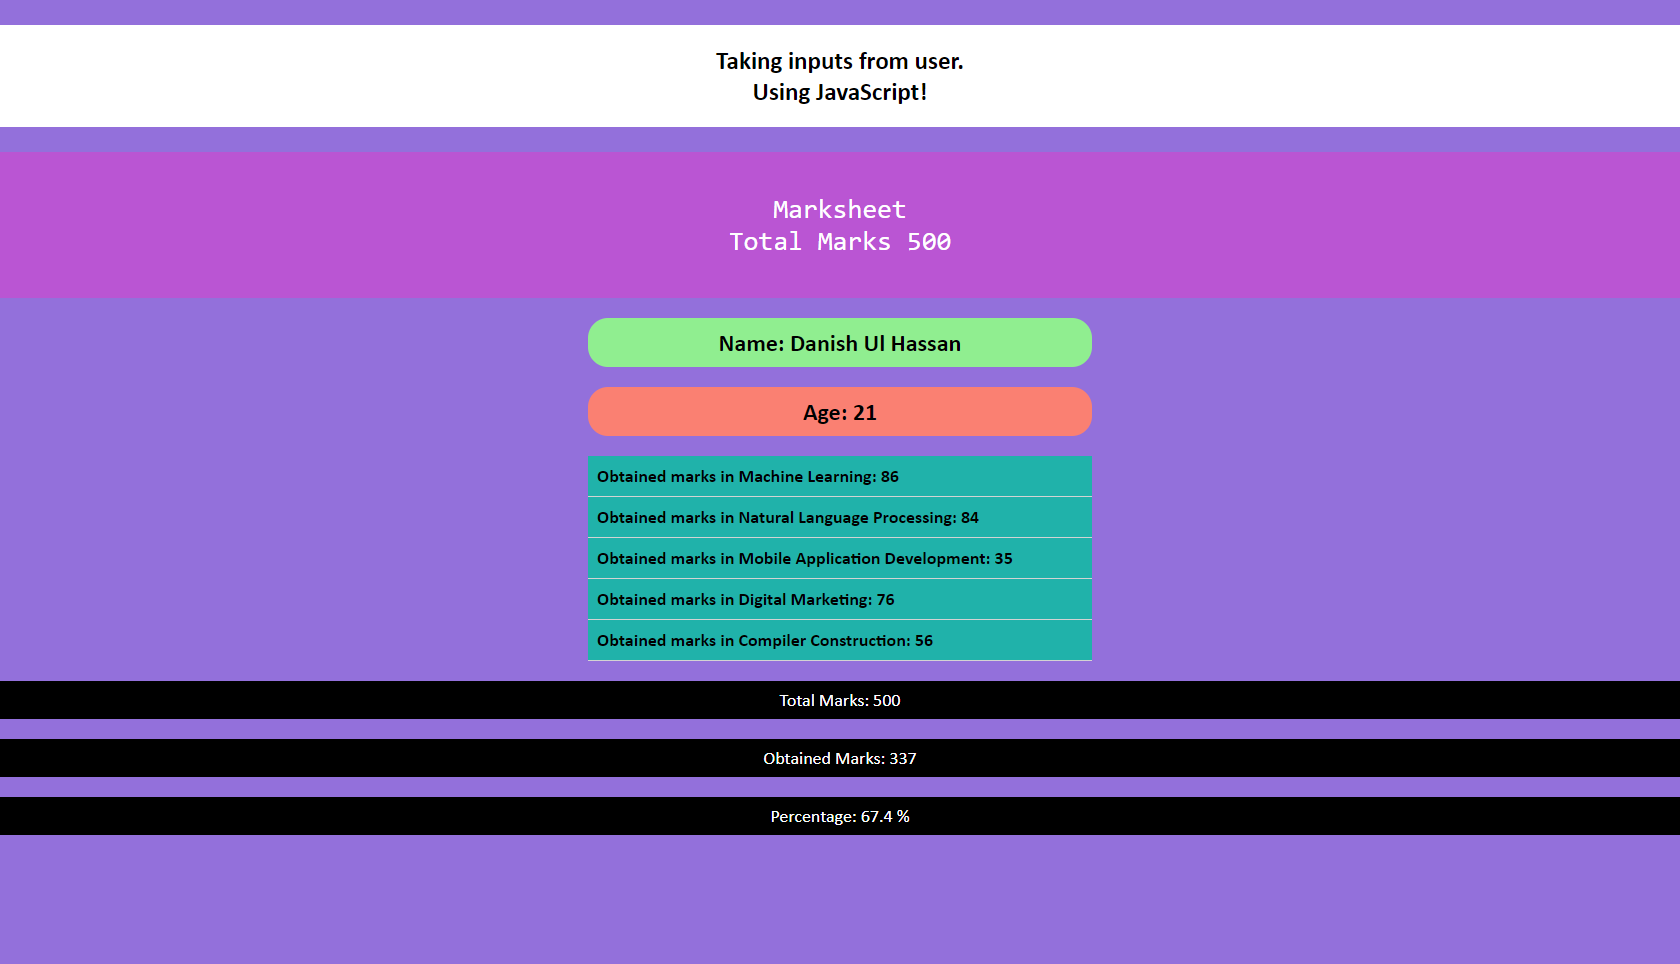 Taking inputs from user.
Using JavaScript!
Marksheet
Total Marks 500
Name: Danish Ul Hassan
Age: 21
Obtained marks in Machine Learning: 86
Obtained marks in Natural Language Processing: 84
Obtained marks in Mobile Application Development: 35
Obtained marks in Digital Marketing: 76
Obtained marks in Compiler Construction: 56
Total Marks: 500
Obtained Marks: 337
Percentage: 67.4 %